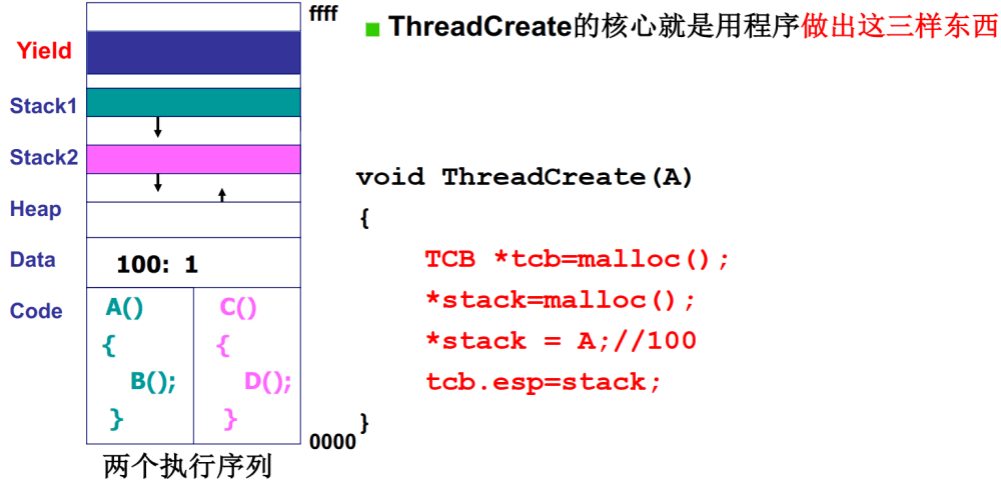 ffff
Yield
Stack1
Stack2
Heap
Data
100: 1
Code
A()
{
B();
}
C()
{
D();
}
0000
两个执行序列
ThreadCreate的核心就是用程序做出这三样东西
void ThreadCreate(A)
{
TCB *tcb=malloc();
*stack=malloc();
*stack = A;//100
tcb.esp=stack;
}